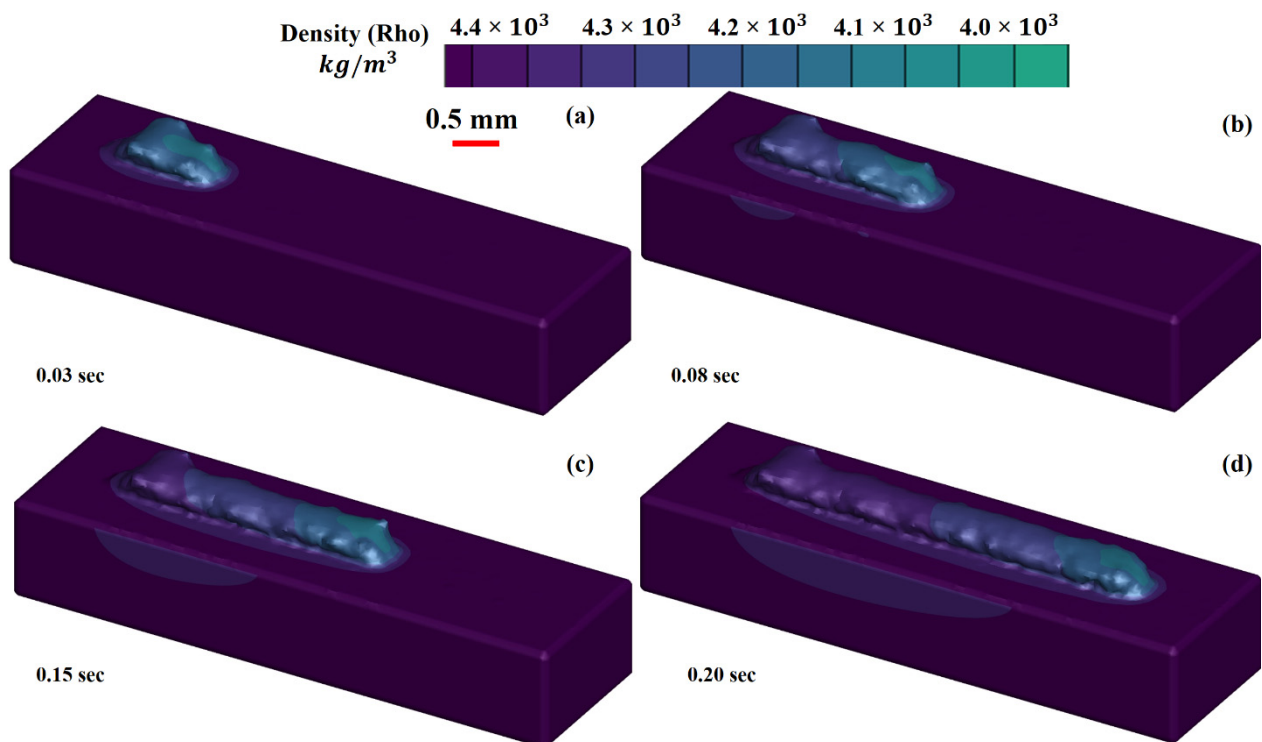 Density (Rho) 4.4 × 10³ 4.3 × 10³ 4.2 × 10³ 4.1 × 10³ 4.0 × 10³
kg/m³
0.5 mm (a) (b)
0.03 sec 0.08 sec
(c) (d)
0.15 sec 0.20 sec